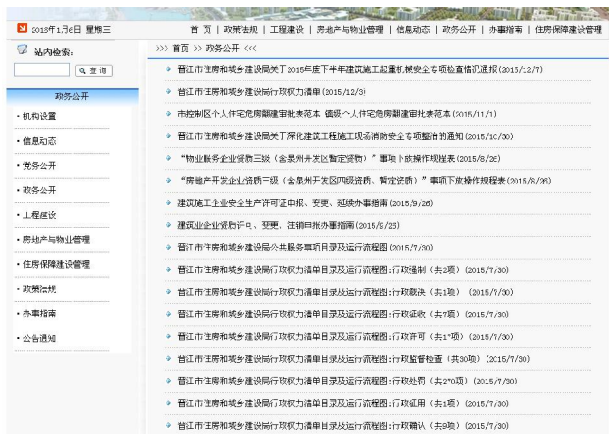 2016年1月6日 星期三
首 页 | 政策法规 | 工程建设 | 房地产与物业管理 | 信息动态 | 政务公开 | 办事指南 | 住房保障建设管理
站内检索:
查 询
>>> 首页 >> 政务公开 <<<
政务公开
• 机构设置
• 信息动态
• 党务公开
• 政务公开
• 工程建设
• 房地产与物业管理
• 住房保障建设管理
• 政策法规
• 办事指南
• 公告通知
晋江市住房和城乡建设局关于2015年度下半年建筑施工起重机械安全专项检查情况通报(2015/12/7)
晋江市住房和城乡建设局行政权力清单(2015/12/3)
市控制区个人住宅危房翻建审批表范本 镇级个人住宅危房翻建审批表范本(2015/11/1)
晋江市住房和城乡建设局关于深化建筑工程施工现场消防安全专项整治的通知(2015/10/30)
“物业服务企业资质三级（含泉州开发区暂定资质）”事项下放操作规程表(2015/8/26)
“房地产开发企业资质三级（含泉州开发区四级资质、暂定资质）”事项下放操作规程表(2015/8/26)
建筑施工企业安全生产许可证申报、变更、延续办事指南(2015/8/26)
建筑业企业资质许可、变更、注销申报办事指南(2015/8/25)
晋江市住房和城乡建设局公共服务事项目录及运行流程图(2015/7/30)
晋江市住房和城乡建设局行政权力清单目录及运行流程图:行政强制（共2项）(2015/7/30)
晋江市住房和城乡建设局行政权力清单目录及运行流程图:行政裁决（共1项）(2015/7/30)
晋江市住房和城乡建设局行政权力清单目录及运行流程图:行政征收（共7项）(2015/7/30)
晋江市住房和城乡建设局行政权力清单目录及运行流程图:行政许可 (2015/7/30)
晋江市住房和城乡建设局行政权力清单目录及运行流程图:行政监督检查（共30项）(2015/7/30)
晋江市住房和城乡建设局行政权力清单目录及运行流程图:行政处罚 (2015/7/30)
晋江市住房和城乡建设局行政权力清单目录及运行流程图:行政征用（共1项）(2015/7/30)
晋江市住房和城乡建设局行政权力清单目录及运行流程图:行政确认（共9项）(2015/7/30)